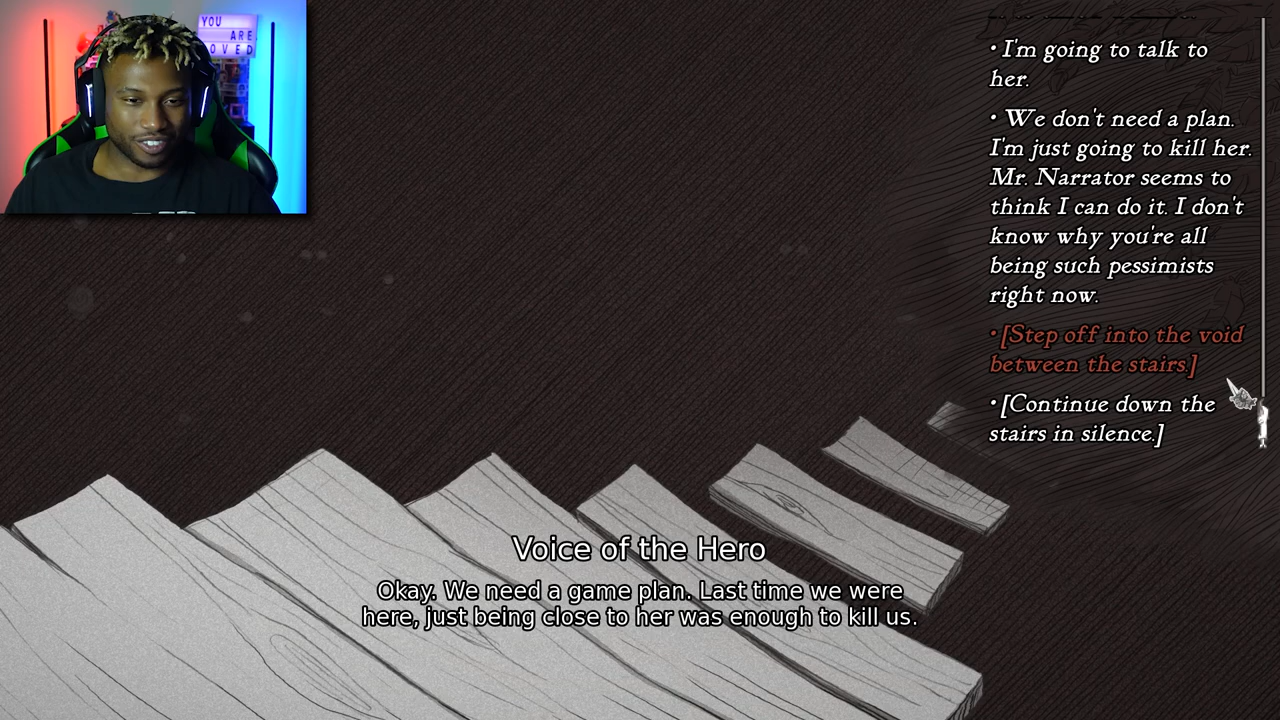 YOU
ARE
LOVED
• I'm going to talk to
her.
• We don't need a plan.
I'm just going to kill her.
Mr. Narrator seems to
think I can do it. I don't
know why you're all
being such pessimists
right now.
• [Step off into the void
between the stairs.]
• [Continue down the
stairs in silence.]
Voice of the Hero
Okay. We need a game plan. Last time we were
here, just being close to her was enough to kill us.